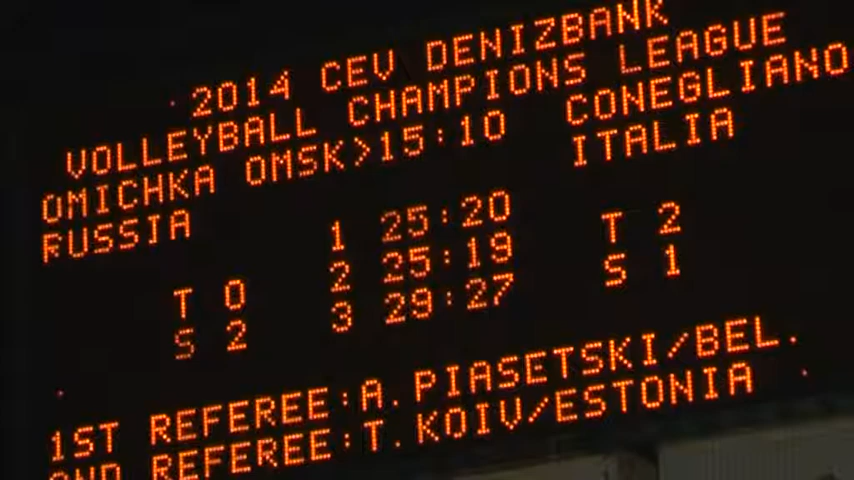 2014 CEV DENIZBANK
VOLLEYBALL CHAMPIONS LEAGUE
OMICHKA OMSK>15:10 CONEGLIANO
RUSSIA ITALIA
1 25:20 T 2
T 0 2 25:19 S 1
S 2 3 29:27
1ST REFEREE:A.PIASETSKI/BEL.
2ND REFEREE:T.KOIV/ESTONIA